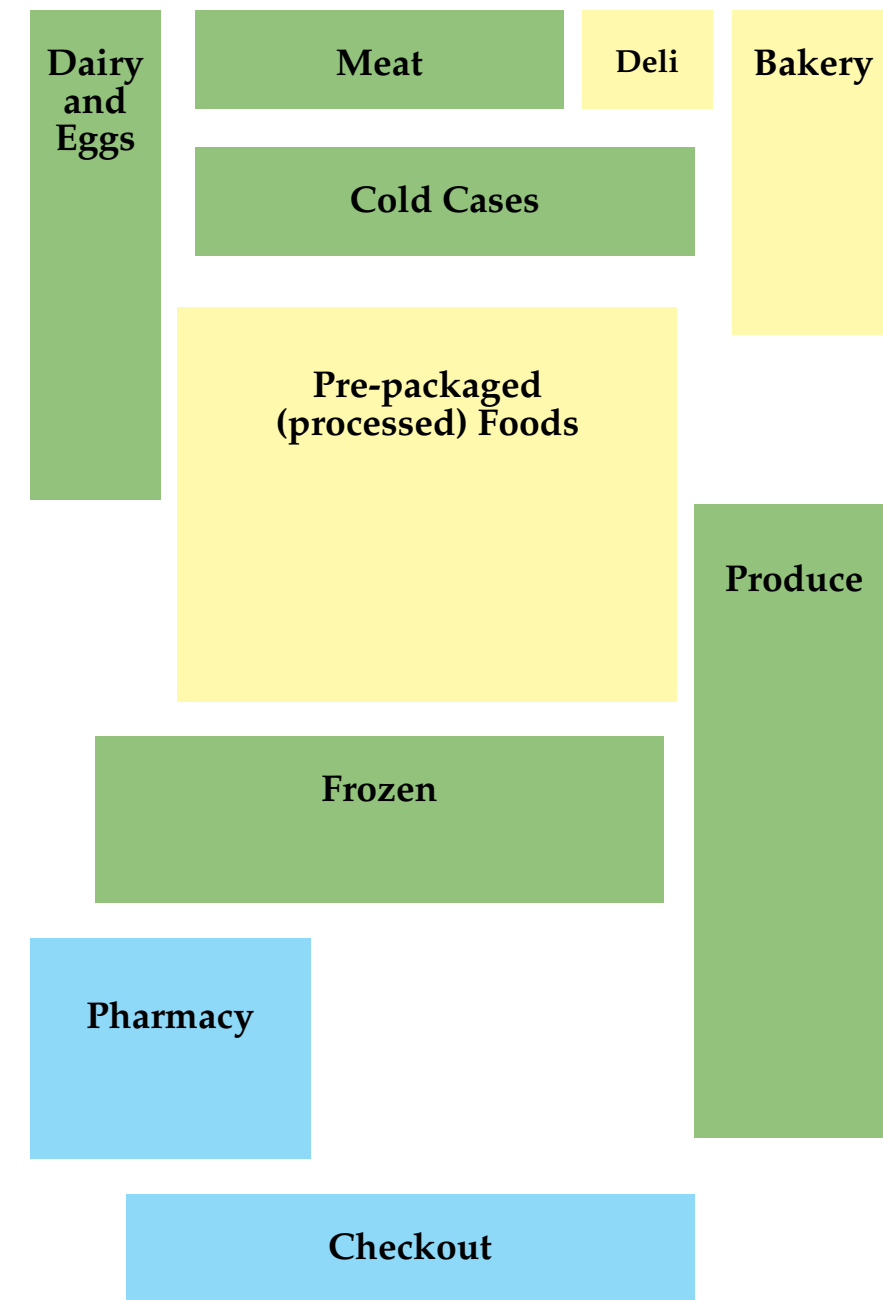 Dairy
and
Eggs
Meat
Deli
Bakery
Cold Cases
Pre-packaged
(processed) Foods
Produce
Frozen
Pharmacy
Checkout